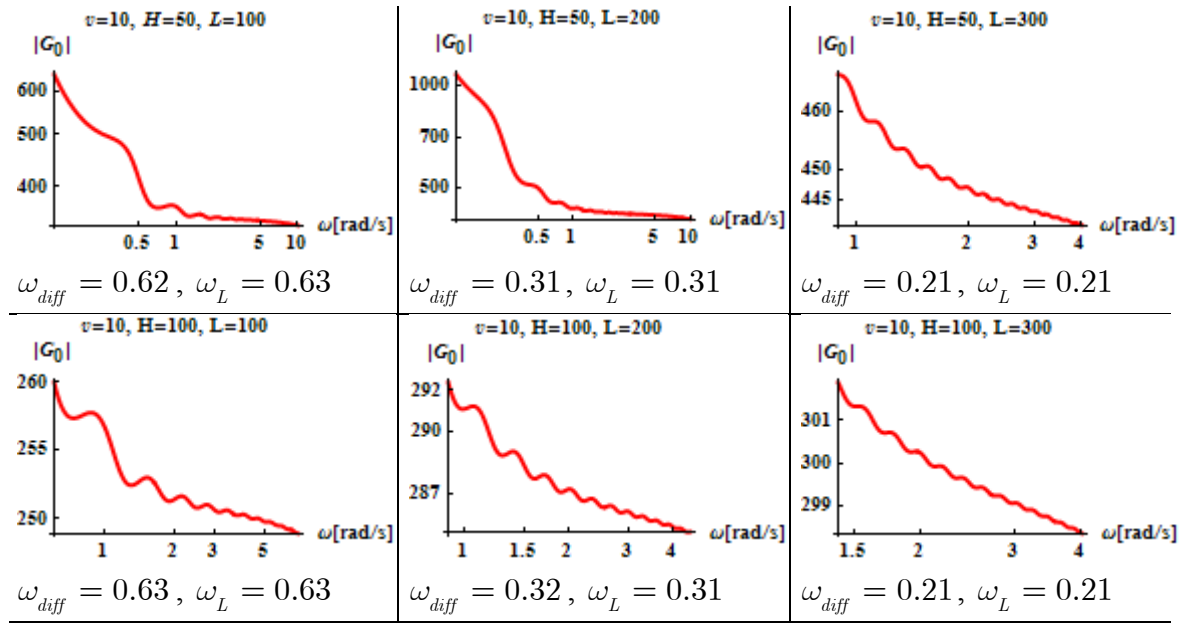 v=10, H=50, L=100
|G₀|
600
500
400
0.5 1 5 10
ω[rad/s]
ω_diff = 0.62 , ω_L = 0.63
v=10, H=50, L=200
|G₀|
1000
700
500
0.5 1 5 10
ω[rad/s]
ω_diff = 0.31 , ω_L = 0.31
v=10, H=50, L=300
|G₀|
460
450
445
1 2 3 4
ω[rad/s]
ω_diff = 0.21 , ω_L = 0.21
v=10, H=100, L=100
|G₀|
260
255
250
1 2 3 5
ω[rad/s]
ω_diff = 0.63 , ω_L = 0.63
v=10, H=100, L=200
|G₀|
292
290
287
1 1.5 2 3 4
ω[rad/s]
ω_diff = 0.32 , ω_L = 0.31
v=10, H=100, L=300
|G₀|
301
300
299
1.5 2 3 4
ω[rad/s]
ω_diff = 0.21 , ω_L = 0.21